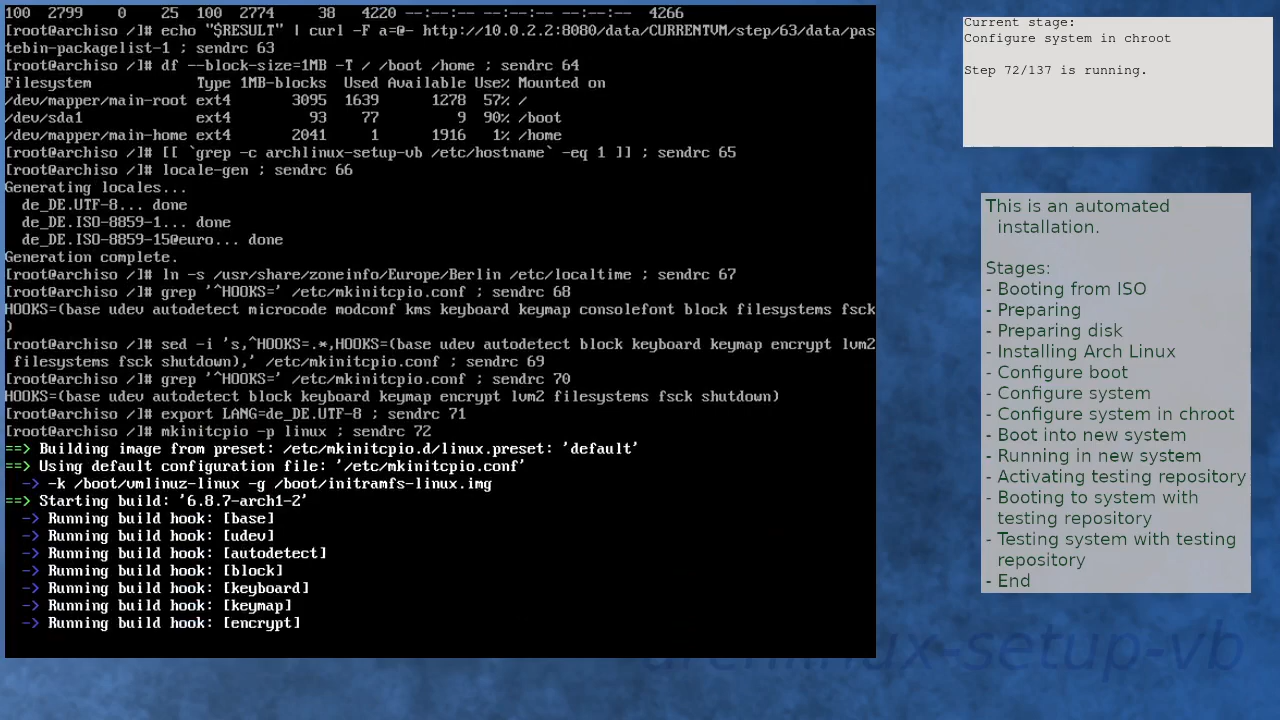 100  2799    0    25  100  2774     38   4220 --:--:-- --:--:-- --:--:--  4266
[root@archiso /]# echo "$RESULT" | curl -F a=@- http://10.0.2.2:8080/data/CURRENTVM/step/63/data/pas
tebin-packagelist-1 ; sendrc 63
[root@archiso /]# df --block-size=1MB -T / /boot /home ; sendrc 64
Filesystem            Type 1MB-blocks  Used Available Use% Mounted on
/dev/mapper/main-root ext4       3095  1639      1278  57% /
/dev/sda1             ext4         93    77         9  90% /boot
/dev/mapper/main-home ext4       2041     1      1916   1% /home
[root@archiso /]# [[ `grep -c archlinux-setup-vb /etc/hostname` -eq 1 ]] ; sendrc 65
[root@archiso /]# locale-gen ; sendrc 66
Generating locales...
  de_DE.UTF-8... done
  de_DE.ISO-8859-1... done
  de_DE.ISO-8859-15@euro... done
Generation complete.
[root@archiso /]# ln -s /usr/share/zoneinfo/Europe/Berlin /etc/localtime ; sendrc 67
[root@archiso /]# grep '^HOOKS=' /etc/mkinitcpio.conf ; sendrc 68
HOOKS=(base udev autodetect microcode modconf kms keyboard keymap consolefont block filesystems fsck
)
[root@archiso /]# sed -i 's,^HOOKS=.*,HOOKS=(base udev autodetect block keyboard keymap encrypt lvm2
 filesystems fsck shutdown),' /etc/mkinitcpio.conf ; sendrc 69
[root@archiso /]# grep '^HOOKS=' /etc/mkinitcpio.conf ; sendrc 70
HOOKS=(base udev autodetect block keyboard keymap encrypt lvm2 filesystems fsck shutdown)
[root@archiso /]# export LANG=de_DE.UTF-8 ; sendrc 71
[root@archiso /]# mkinitcpio -p linux ; sendrc 72
==> Building image from preset: /etc/mkinitcpio.d/linux.preset: 'default'
==> Using default configuration file: '/etc/mkinitcpio.conf'
  -> -k /boot/vmlinuz-linux -g /boot/initramfs-linux.img
==> Starting build: '6.8.7-arch1-2'
  -> Running build hook: [base]
  -> Running build hook: [udev]
  -> Running build hook: [autodetect]
  -> Running build hook: [block]
  -> Running build hook: [keyboard]
  -> Running build hook: [keymap]
  -> Running build hook: [encrypt]
Current stage:
Configure system in chroot
Step 72/137 is running.
This is an automated
installation.
Stages:
- Booting from ISO
- Preparing
- Preparing disk
- Installing Arch Linux
- Configure boot
- Configure system
- Configure system in chroot
- Boot into new system
- Running in new system
- Activating testing repository
- Booting to system with
testing repository
- Testing system with testing
repository
- End
archlinux-setup-vb